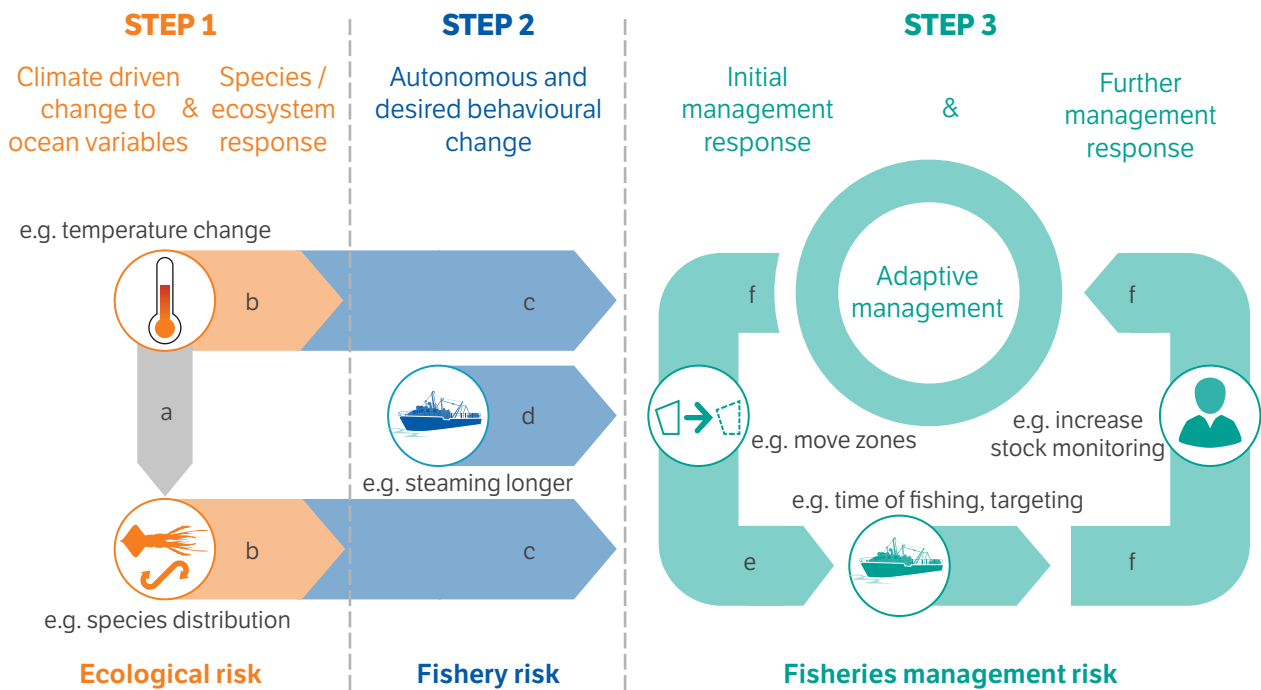 STEP 1
Climate driven
change to
ocean variables
&
Species /
ecosystem
response
e.g. temperature change
b
a
b
e.g. species distribution
Ecological risk
STEP 2
Autonomous and
desired behavioural
change
c
d
e.g. steaming longer
c
Fishery risk
STEP 3
Initial
management
response
&
Further
management
response
Adaptive
management
f
f
e.g. move zones
e.g. increase
stock monitoring
e.g. time of fishing, targeting
e
f
Fisheries management risk